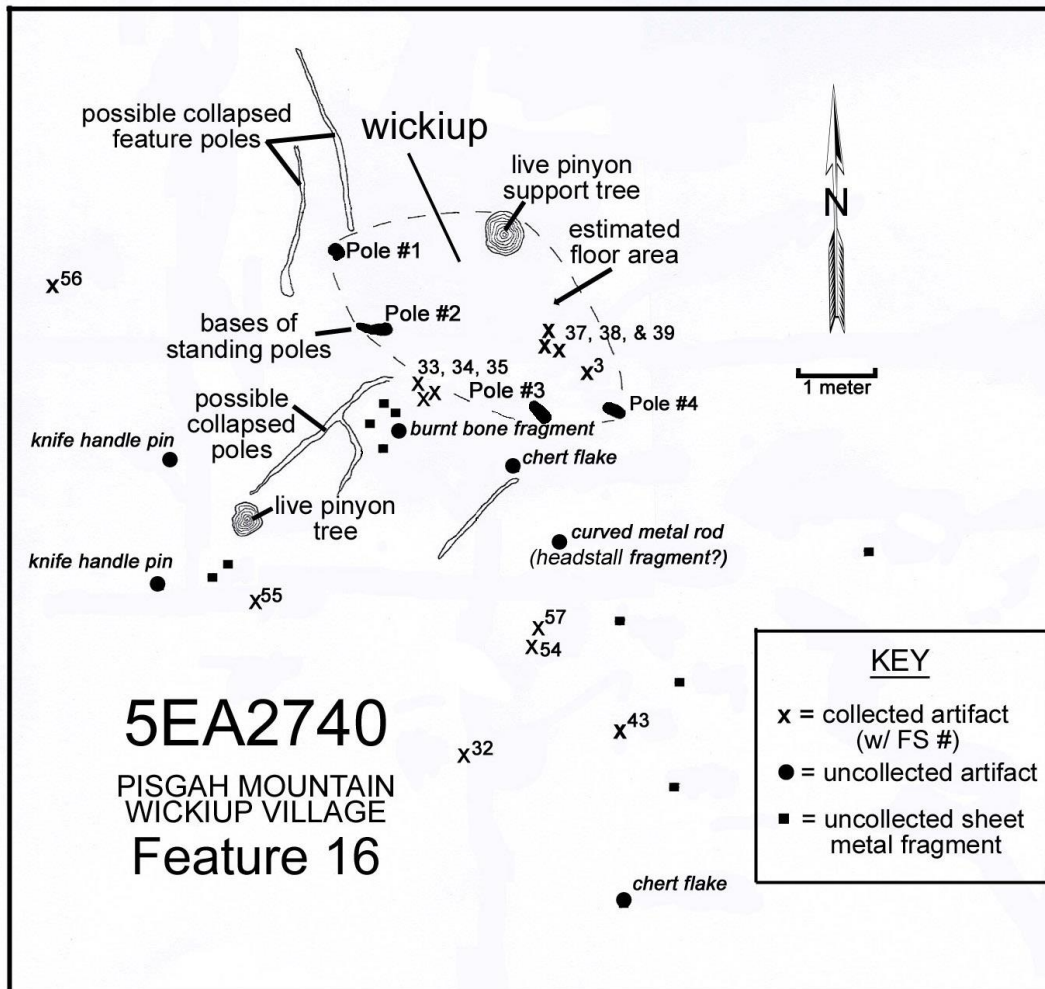 possible collapsed
feature poles
wickiup
live pinyon
support tree
N
estimated
floor area
1 meter
Pole #1
x56
bases of
standing poles
Pole #2
37, 38, & 39
x
x x
x3
33, 34, 35
x
x x
Pole #3
Pole #4
possible
collapsed
poles
burnt bone fragment
knife handle pin
chert flake
live pinyon
tree
curved metal rod
(headstall fragment?)
knife handle pin
x55
x57
x54
x43
x32
5EA2740
PISGAH MOUNTAIN
WICKIUP VILLAGE
Feature 16
chert flake
KEY
x = collected artifact
(w/ FS #)
● = uncollected artifact
■ = uncollected sheet
metal fragment